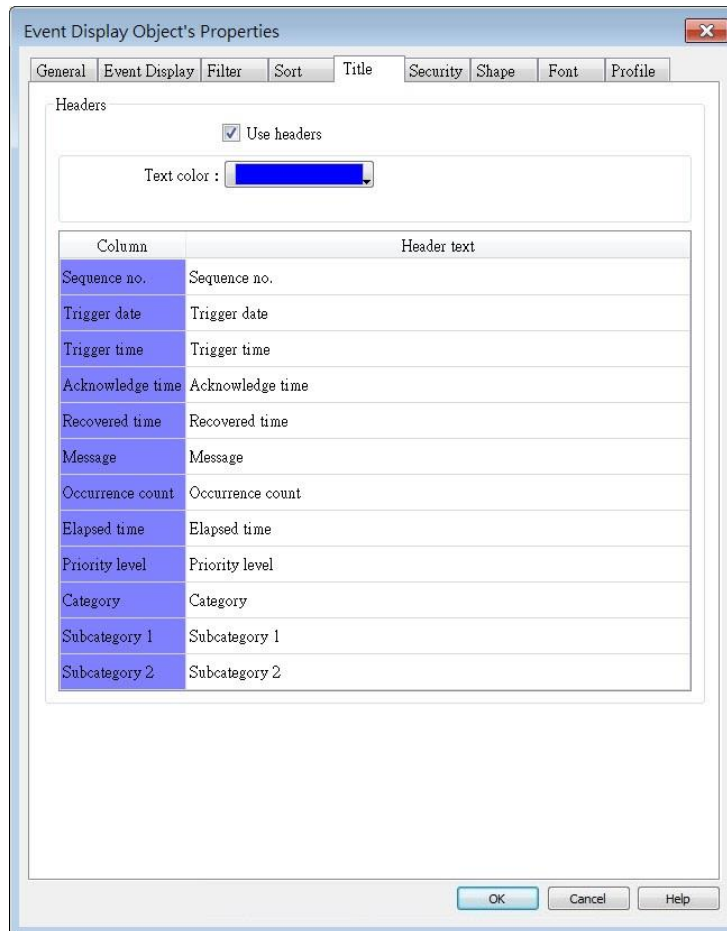 Event Display Object's Properties
General Event Display Filter Sort Title Security Shape Font Profile
Headers
Use headers
Text color :
Column Header text
Sequence no. Sequence no.
Trigger date Trigger date
Trigger time Trigger time
Acknowledge time Acknowledge time
Recovered time Recovered time
Message Message
Occurrence count Occurrence count
Elapsed time Elapsed time
Priority level Priority level
Category Category
Subcategory 1 Subcategory 1
Subcategory 2 Subcategory 2
OK Cancel Help